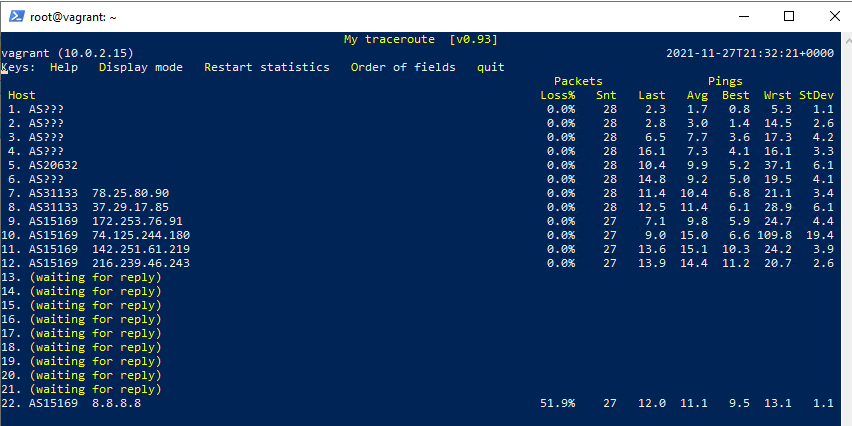 root@vagrant: ~
My traceroute [v0.93]
vagrant (10.0.2.15) 2021-11-27T21:32:21+0000
Keys: Help Display mode Restart statistics Order of fields quit
Packets Pings
Host Loss% Snt Last Avg Best Wrst StDev
1. AS??? 0.0% 28 2.3 1.7 0.8 5.3 1.1
2. AS??? 0.0% 28 2.8 3.0 1.4 14.5 2.6
3. AS??? 0.0% 28 6.5 7.7 3.6 17.3 4.2
4. AS??? 0.0% 28 16.1 7.3 4.1 16.1 3.3
5. AS20632 0.0% 28 10.4 9.9 5.2 37.1 6.1
6. AS??? 0.0% 28 14.8 9.2 5.0 19.5 4.1
7. AS31133 78.25.80.90 0.0% 28 11.4 10.4 6.8 21.1 3.4
8. AS31133 37.29.17.85 0.0% 28 12.5 11.4 6.1 28.9 6.1
9. AS15169 172.253.76.91 0.0% 27 7.1 9.8 5.9 24.7 4.4
10. AS15169 74.125.244.180 0.0% 27 9.0 15.0 6.6 109.8 19.4
11. AS15169 142.251.61.219 0.0% 27 13.6 15.1 10.3 24.2 3.9
12. AS15169 216.239.46.243 0.0% 27 13.9 14.4 11.2 20.7 2.6
13. (waiting for reply)
14. (waiting for reply)
15. (waiting for reply)
16. (waiting for reply)
17. (waiting for reply)
18. (waiting for reply)
19. (waiting for reply)
20. (waiting for reply)
21. (waiting for reply)
22. AS15169 8.8.8.8 51.9% 27 12.0 11.1 9.5 13.1 1.1